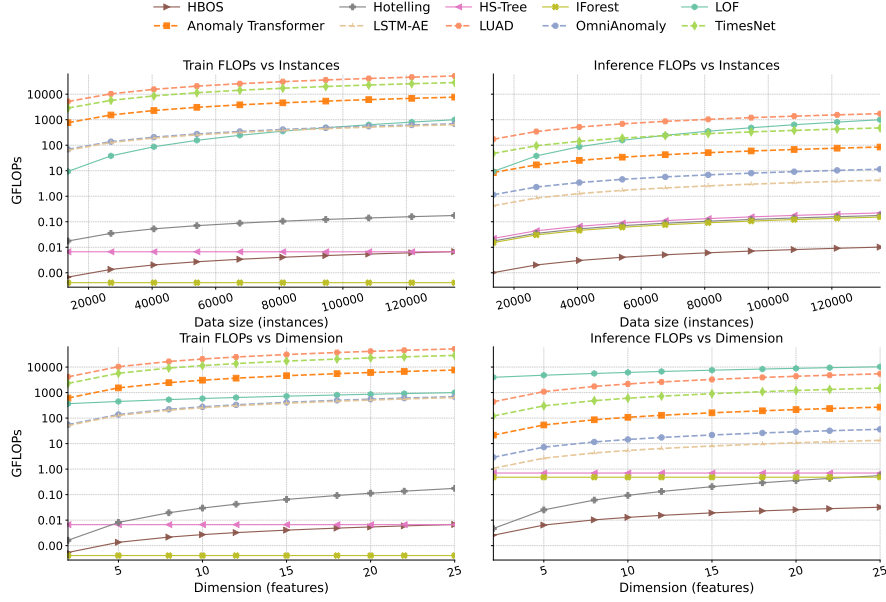 HBOS Hotelling HS-Tree IForest LOF
Anomaly Transformer LSTM-AE LUAD OmniAnomaly TimesNet
Train FLOPs vs Instances Inference FLOPs vs Instances
GFLOPs
10000
1000
100
10
1.00
0.10
0.01
0.00
20000 40000 60000 80000 100000 120000
20000 40000 60000 80000 100000 120000
Data size (instances) Data size (instances)
Train FLOPs vs Dimension Inference FLOPs vs Dimension
GFLOPs
10000
1000
100
10
1.00
0.10
0.01
0.00
5 10 15 20 25
5 10 15 20 25
Dimension (features) Dimension (features)